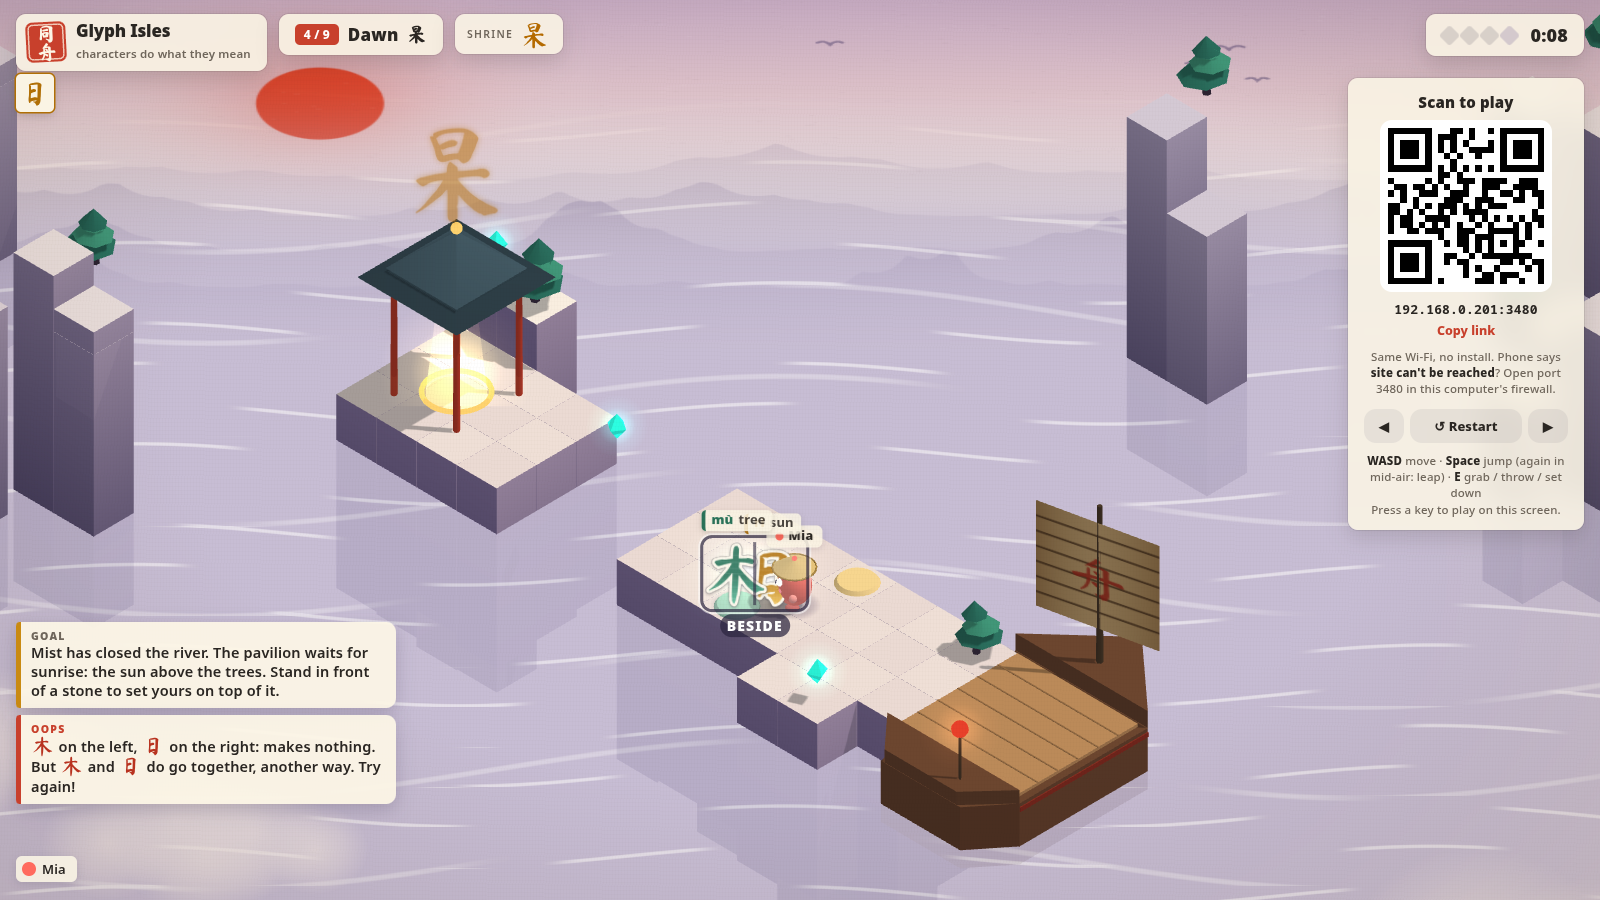 同舟
Glyph Isles
characters do what they mean
4 / 9 Dawn 杲
SHRINE 杲
0:08
日
杲
Scan to play
192.168.0.201:3480
Copy link
Same Wi-Fi, no install. Phone says
site can't be reached? Open port
3480 in this computer's firewall.
◀ ↺ Restart ▶
WASD move · Space jump (again in
mid-air: leap) · E grab / throw / set
down
Press a key to play on this screen.
mù tree
sun
Mia
木
日
BESIDE
舟
GOAL
Mist has closed the river. The pavilion waits for
sunrise: the sun above the trees. Stand in front
of a stone to set yours on top of it.
OOPS
木 on the left, 日 on the right: makes nothing.
But 木 and 日 do go together, another way. Try
again!
Mia